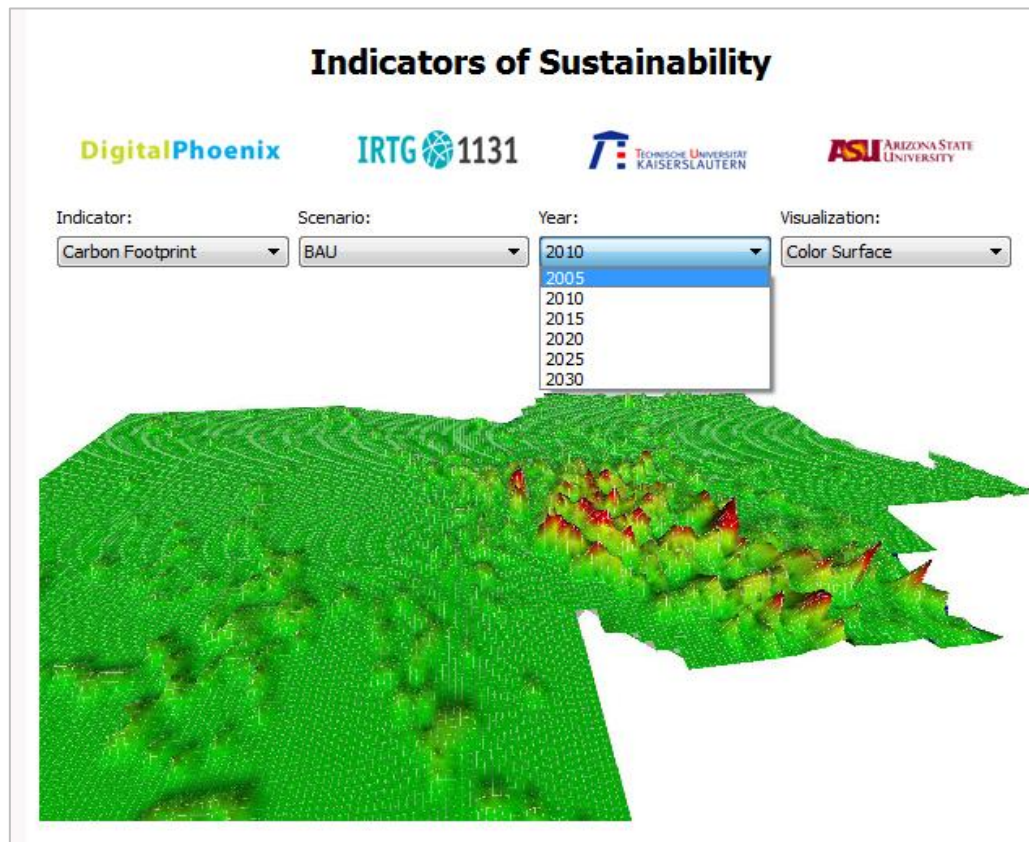 Indicators of Sustainability
DigitalPhoenix IRTG 1131 TECHNISCHE UNIVERSITÄT KAISERSLAUTERN ASU ARIZONA STATE UNIVERSITY
Indicator: Scenario: Year: Visualization:
Carbon Footprint BAU 2010 Color Surface
2005
2010
2015
2020
2025
2030